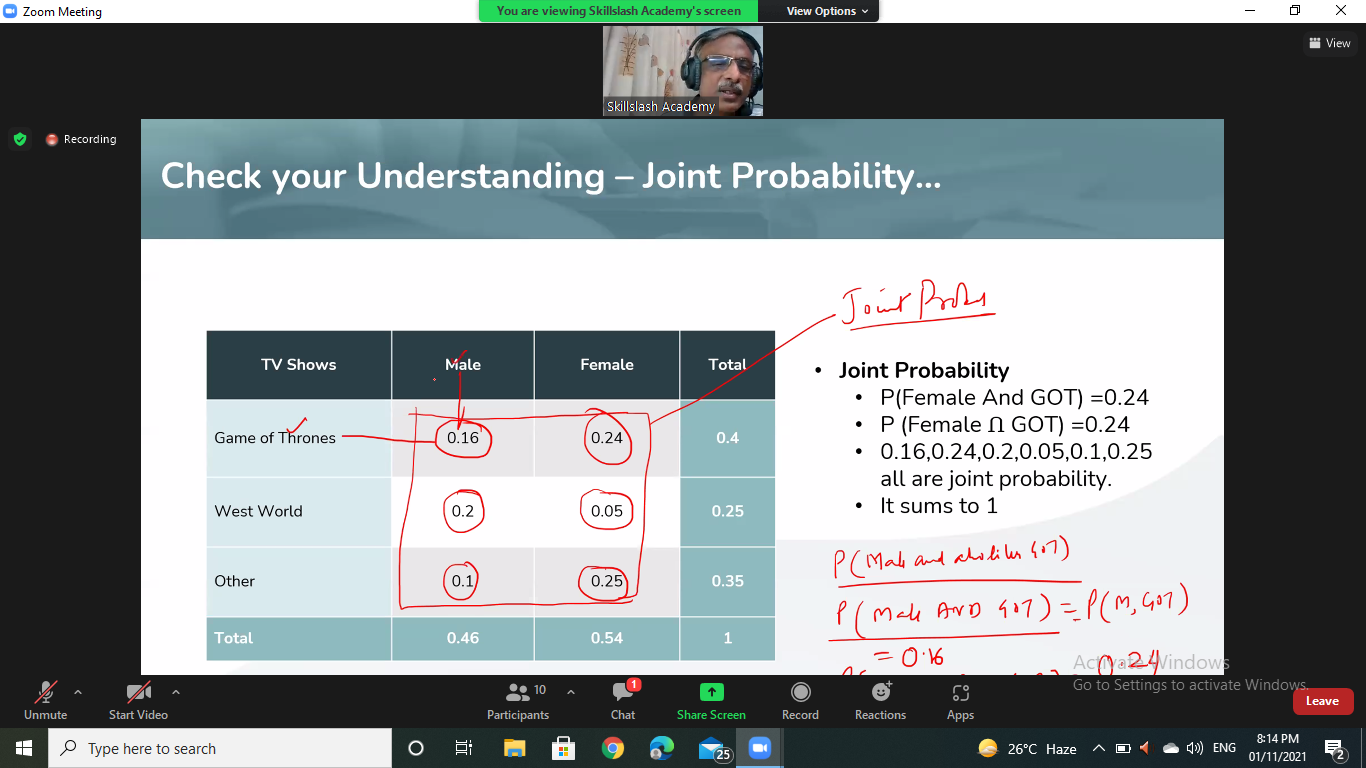 Zoom Meeting
You are viewing Skillslash Academy's screen
View Options
View
Skillslash Academy
Recording
Check your Understanding – Joint Probability...
Joint Probs
TV Shows Male Female Total
Game of Thrones 0.16 0.24 0.4
West World 0.2 0.05 0.25
Other 0.1 0.25 0.35
Total 0.46 0.54 1
• Joint Probability
• P(Female And GOT) =0.24
• P (Female Ո GOT) =0.24
• 0.16,0.24,0.2,0.05,0.1,0.25
all are joint probability.
• It sums to 1
P(Male and who likes GOT)
P(Male AND GOT) = P(M, GOT)
= 0.16
0.24
Activate Windows
Go to Settings to activate Windows.
Unmute
Start Video
Participants
10
Chat
1
Share Screen
Record
Reactions
Apps
Leave
Type here to search
25
26°C Haze
ENG
8:14 PM
01/11/2021
2